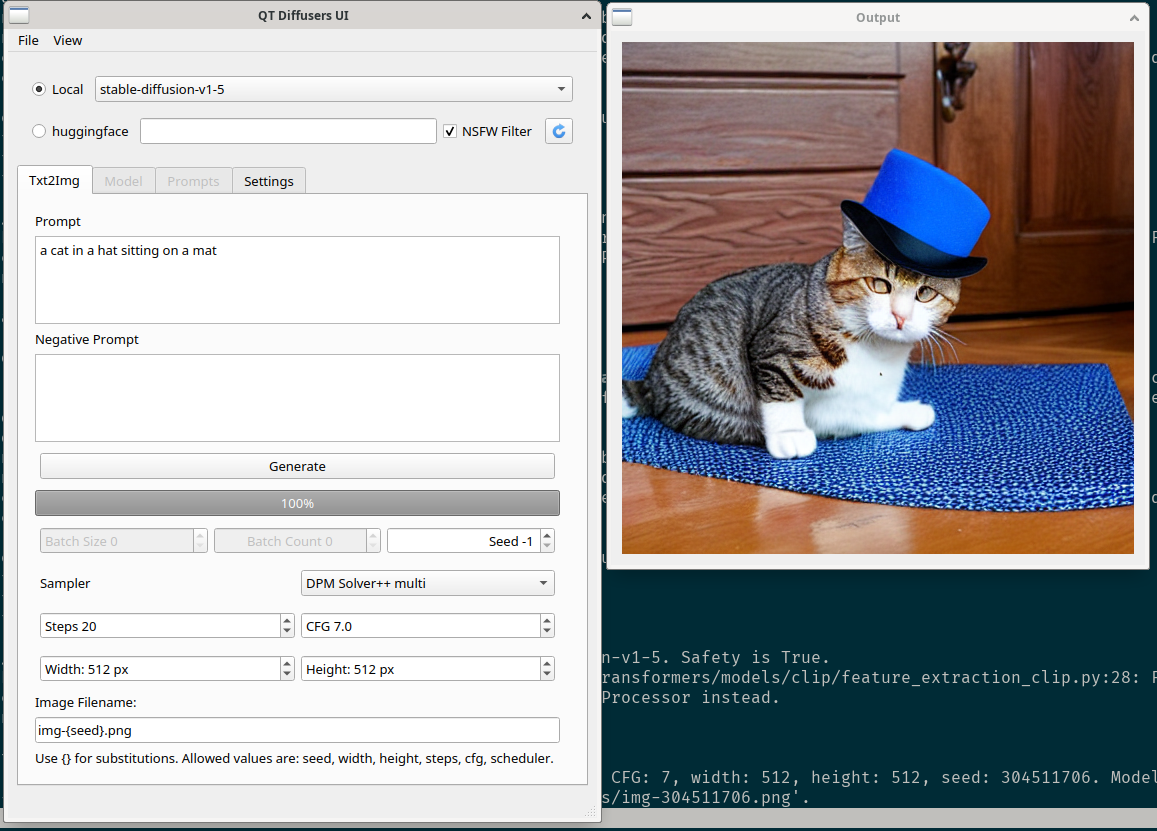 QT Diffusers UI
File View
Local stable-diffusion-v1-5
huggingface NSFW Filter
Txt2Img Model Prompts Settings
Prompt
a cat in a hat sitting on a mat
Negative Prompt
Generate
100%
Batch Size 0 Batch Count 0 Seed -1
Sampler DPM Solver++ multi
Steps 20 CFG 7.0
Width: 512 px Height: 512 px
Image Filename:
img-{seed}.png
Use {} for substitutions. Allowed values are: seed, width, height, steps, cfg, scheduler.
Output
n-v1-5. Safety is True.
ransformers/models/clip/feature_extraction_clip.py:28: F
Processor instead.
CFG: 7, width: 512, height: 512, seed: 304511706. Model
s/img-304511706.png'.